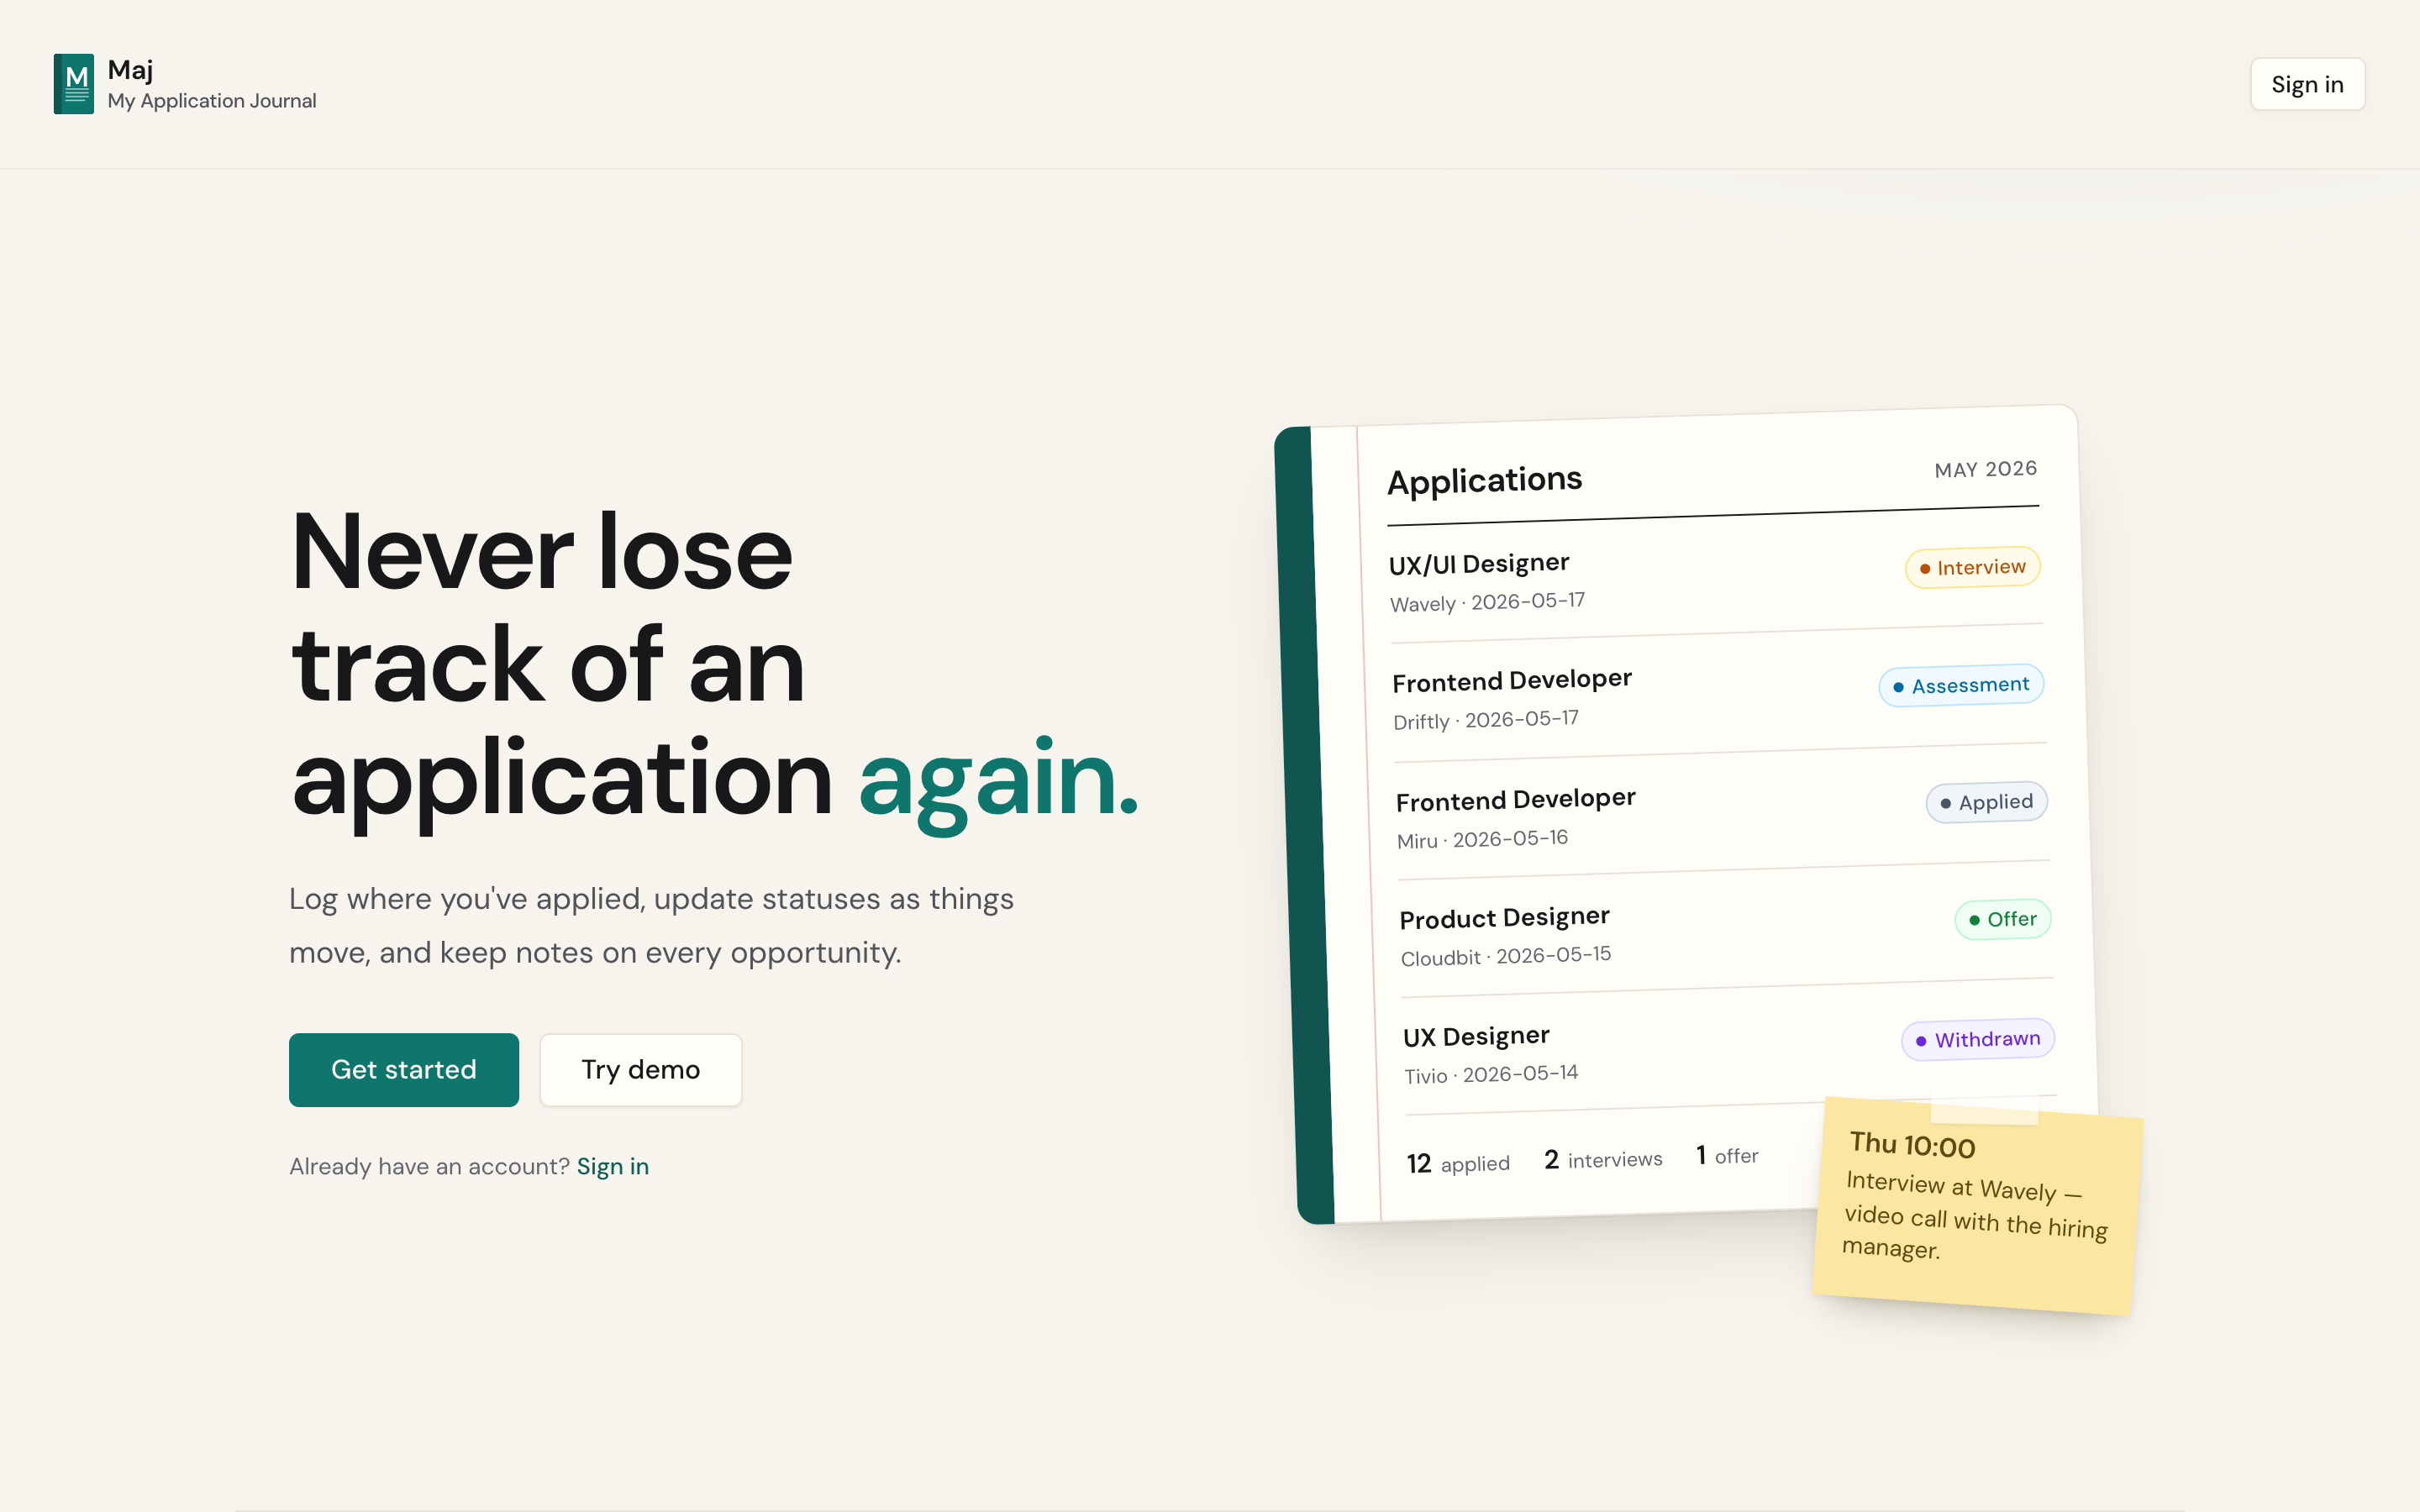 M
Maj
My Application Journal
Sign in
Never lose
track of an
application again.
Log where you've applied, update statuses as things
move, and keep notes on every opportunity.
Get started
Try demo
Already have an account? Sign in
Applications
MAY 2026
UX/UI Designer
Wavely · 2026-05-17
Interview
Frontend Developer
Driftly · 2026-05-17
Assessment
Frontend Developer
Miru · 2026-05-16
Applied
Product Designer
Cloudbit · 2026-05-15
Offer
UX Designer
Tivio · 2026-05-14
Withdrawn
12 applied 2 interviews 1 offer
Thu 10:00
Interview at Wavely —
video call with the hiring
manager.